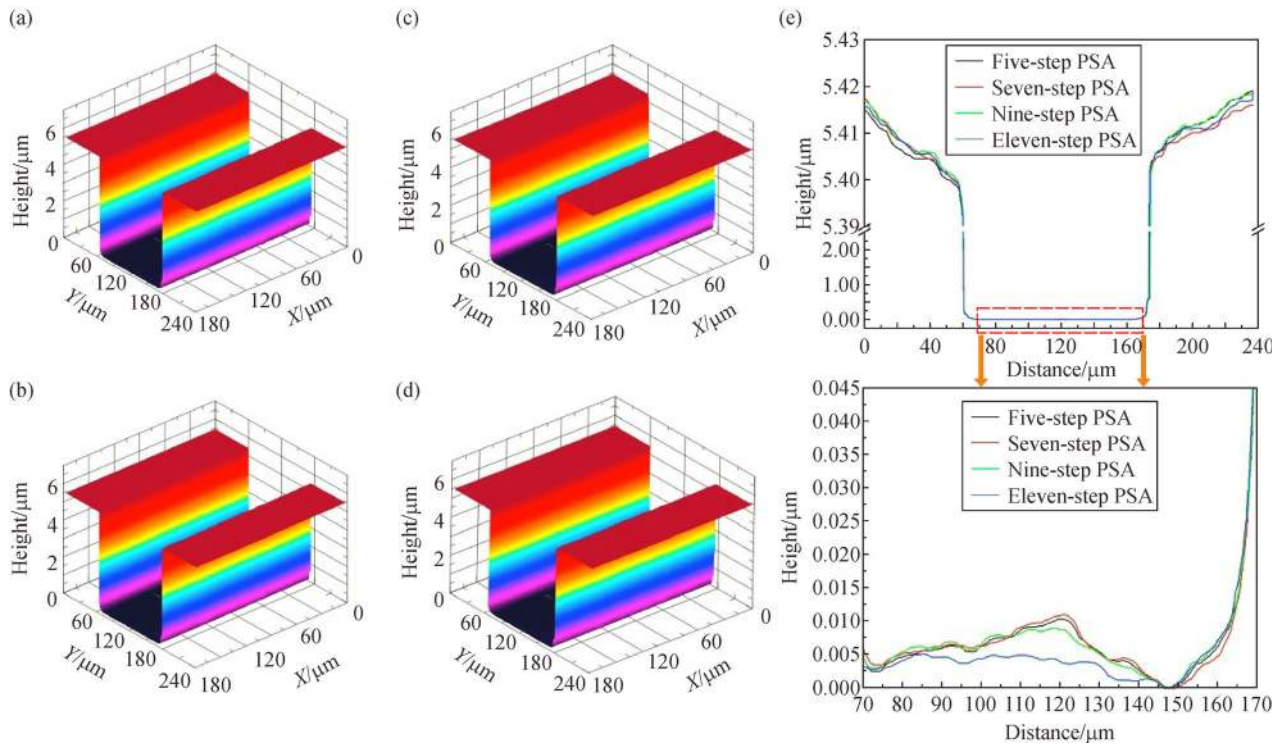 (a)
Height/μm
6
4
2
0
60
120
180
240
Y/μm
180
120
60
0
X/μm
(c)
Height/μm
6
4
2
0
60
120
180
240
Y/μm
180
120
60
0
X/μm
(b)
Height/μm
6
4
2
0
60
120
180
240
Y/μm
180
120
60
0
X/μm
(d)
Height/μm
6
4
2
0
60
120
180
240
Y/μm
180
120
60
0
X/μm
(e)
5.43
5.42
5.41
5.40
5.39
2.00
1.00
0.00
Height/μm
Five-step PSA
Seven-step PSA
Nine-step PSA
Eleven-step PSA
0 40 80 120 160 200 240
Distance/μm
0.045
0.040
0.035
0.030
0.025
0.020
0.015
0.010
0.005
0.000
Height/μm
Five-step PSA
Seven-step PSA
Nine-step PSA
Eleven-step PSA
70 80 90 100 110 120 130 140 150 160 170
Distance/μm